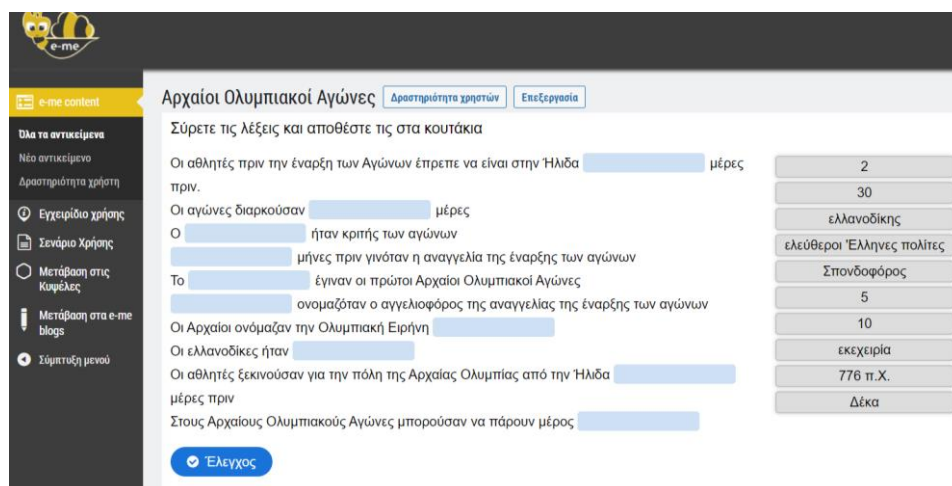 e-me
e-me content
Όλα τα αντικείμενα
Νέο αντικείμενο
Δραστηριότητα χρήστη
Εγχειρίδιο χρήσης
Σενάριο Χρήσης
Μετάβαση στις
Κυψέλες
Μετάβαση στα e-me
blogs
Σύμπτυξη μενού
Αρχαίοι Ολυμπιακοί Αγώνες Δραστηριότητα χρηστών Επεξεργασία
Σύρετε τις λέξεις και αποθέστε τις στα κουτάκια
Οι αθλητές πριν την έναρξη των Αγώνων έπρεπε να είναι στην Ήλιδα μέρες
πριν.
Οι αγώνες διαρκούσαν μέρες
Ο ήταν κριτής των αγώνων
μήνες πριν γινόταν η αναγγελία της έναρξης των αγώνων
Το έγιναν οι πρώτοι Αρχαίοι Ολυμπιακοί Αγώνες
ονομαζόταν ο αγγελιοφόρος της αναγγελίας της έναρξης των αγώνων
Οι Αρχαίοι ονόμαζαν την Ολυμπιακή Ειρήνη
Οι ελλανοδίκες ήταν
Οι αθλητές ξεκινούσαν για την πόλη της Αρχαίας Ολυμπίας από την Ήλιδα
μέρες πριν
Στους Αρχαίους Ολυμπιακούς Αγώνες μπορούσαν να πάρουν μέρος
Έλεγχος
2
30
ελλανοδίκης
ελεύθεροι Έλληνες πολίτες
Σπονδοφόρος
5
10
εκεχειρία
776 π.Χ.
Δέκα